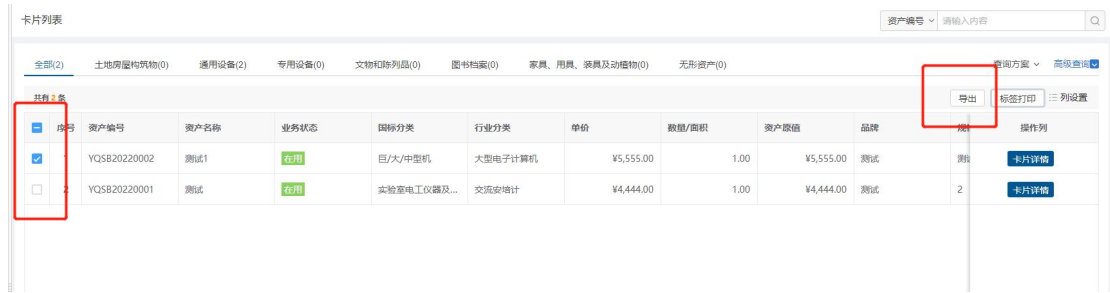 卡片列表 资产编号 请输入内容
全部(2) 土地房屋构筑物(0) 通用设备(2) 专用设备(0) 文物和陈列品(0) 图书档案(0) 家具、用具、装具及动植物(0) 无形资产(0) 查询方案 高级查询
共有 2 条 导出 标签打印 列设置
序号 资产编号 资产名称 业务状态 国标分类 行业分类 单价 数量/面积 资产原值 品牌 操作列
1 YQSB20220002 测试1 在用 巨/大/中型机 大型电子计算机 ¥5,555.00 1.00 ¥5,555.00 测试 卡片详情
2 YQSB20220001 测试 在用 实验室电工仪器及... 交流安培计 ¥4,444.00 1.00 ¥4,444.00 测试 2 卡片详情